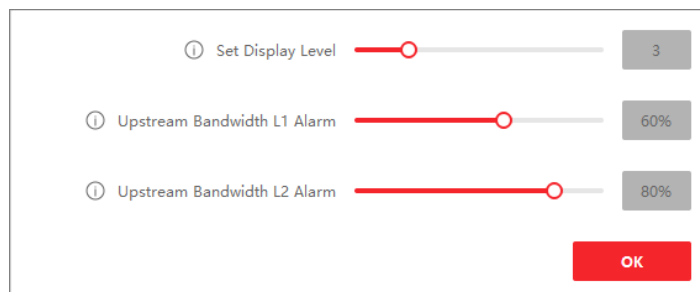 Set Display Level 3
Upstream Bandwidth L1 Alarm 60%
Upstream Bandwidth L2 Alarm 80%
OK